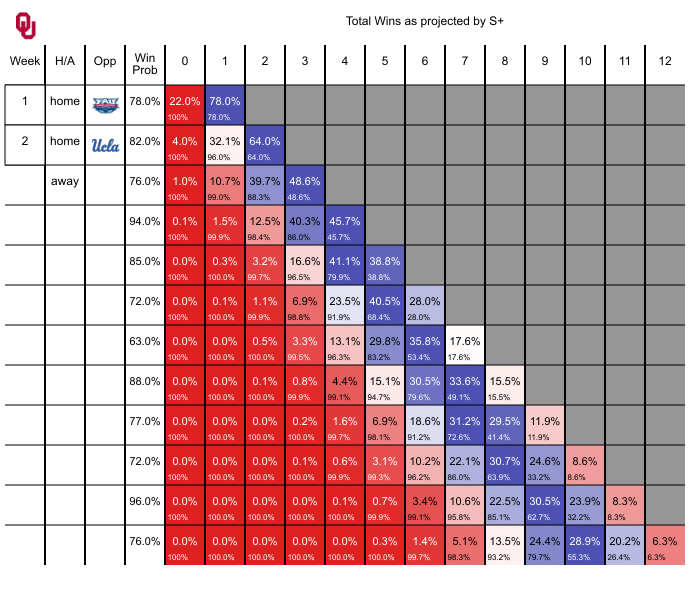 OU
Total Wins as projected by S+
Week H/A Opp Win Prob 0 1 2 3 4 5 6 7 8 9 10 11 12
1 home FAU 78.0% 22.0% 78.0%
100% 78.0%
2 home Ucla 82.0% 4.0% 32.1% 64.0%
100% 96.0% 64.0%
away 76.0% 1.0% 10.7% 39.7% 48.6%
100% 99.0% 88.3% 48.6%
94.0% 0.1% 1.5% 12.5% 40.3% 45.7%
100% 99.9% 98.4% 86.0% 45.7%
85.0% 0.0% 0.3% 3.2% 16.6% 41.1% 38.8%
100% 100.0% 99.7% 96.5% 79.9% 38.8%
72.0% 0.0% 0.1% 1.1% 6.9% 23.5% 40.5% 28.0%
100% 100.0% 99.9% 98.8% 91.9% 68.4% 28.0%
63.0% 0.0% 0.0% 0.5% 3.3% 13.1% 29.8% 35.8% 17.6%
100% 100.0% 100.0% 99.5% 96.3% 83.2% 53.4% 17.6%
88.0% 0.0% 0.0% 0.1% 0.8% 4.4% 15.1% 30.5% 33.6% 15.5%
100% 100.0% 100.0% 99.9% 99.1% 94.7% 79.6% 49.1% 15.5%
77.0% 0.0% 0.0% 0.0% 0.2% 1.6% 6.9% 18.6% 31.2% 29.5% 11.9%
100% 100.0% 100.0% 100.0% 99.7% 98.1% 91.2% 72.6% 41.4% 11.9%
72.0% 0.0% 0.0% 0.0% 0.1% 0.6% 3.1% 10.2% 22.1% 30.7% 24.6% 8.6%
100% 100.0% 100.0% 100.0% 99.9% 99.3% 96.2% 86.0% 63.9% 33.2% 8.6%
96.0% 0.0% 0.0% 0.0% 0.0% 0.1% 0.7% 3.4% 10.6% 22.5% 30.5% 23.9% 8.3%
100% 100.0% 100.0% 100.0% 100.0% 99.9% 99.1% 95.8% 85.1% 62.7% 32.2% 8.3%
76.0% 0.0% 0.0% 0.0% 0.0% 0.0% 0.3% 1.4% 5.1% 13.5% 24.4% 28.9% 20.2% 6.3%
100% 100.0% 100.0% 100.0% 100.0% 100.0% 99.7% 98.3% 93.2% 79.7% 55.3% 26.4% 6.3%